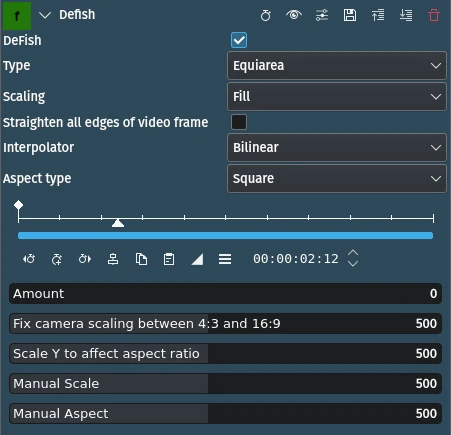 f Defish
DeFish
Type Equiarea
Scaling Fill
Straighten all edges of video frame
Interpolator Bilinear
Aspect type Square
00:00:02:12
Amount 0
Fix camera scaling between 4:3 and 16:9 500
Scale Y to affect aspect ratio 500
Manual Scale 500
Manual Aspect 500